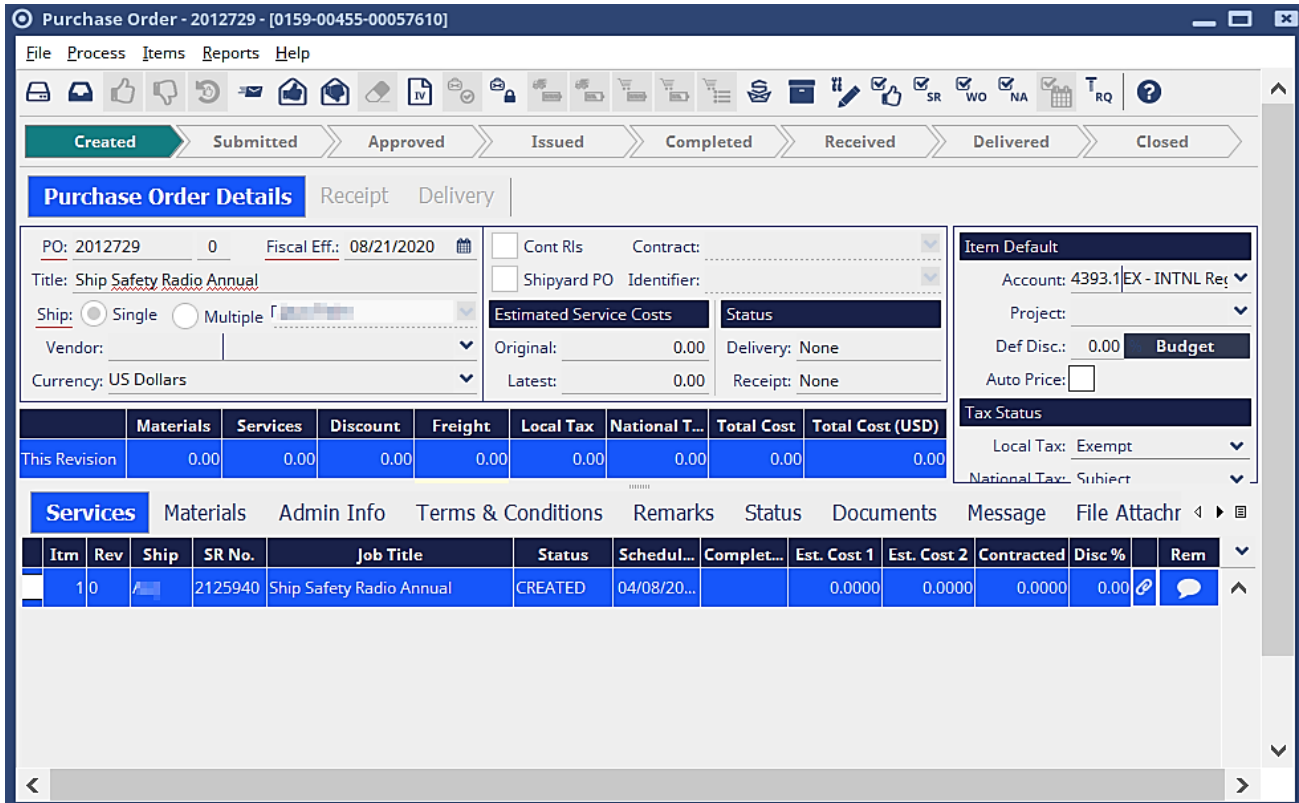 Purchase Order - 2012729 - [0159-00455-00057610]
File Process Items Reports Help
IV SR WO NA T RQ ?
Created Submitted Approved Issued Completed Received Delivered Closed
Purchase Order Details Receipt Delivery
PO: 2012729 0 Fiscal Eff.: 08/21/2020 Cont Rls Contract: Item Default
Title: Ship Safety Radio Annual Shipyard PO Identifier: Account: 4393.1 EX - INTNL Reg
Ship: Single Multiple Estimated Service Costs Status Project:
Vendor: Original: 0.00 Delivery: None Def Disc.: 0.00 Budget
Currency: US Dollars Latest: 0.00 Receipt: None Auto Price:
Materials Services Discount Freight Local Tax National T... Total Cost Total Cost (USD) Tax Status
This Revision 0.00 0.00 0.00 0.00 0.00 0.00 0.00 0.00 Local Tax: Exempt
National Tax: Subject
Services Materials Admin Info Terms & Conditions Remarks Status Documents Message File Attachr
Itm Rev Ship SR No. Job Title Status Schedul... Complet... Est. Cost 1 Est. Cost 2 Contracted Disc % Rem
1 0 2125940 Ship Safety Radio Annual CREATED 04/08/20... 0.0000 0.0000 0.0000 0.00